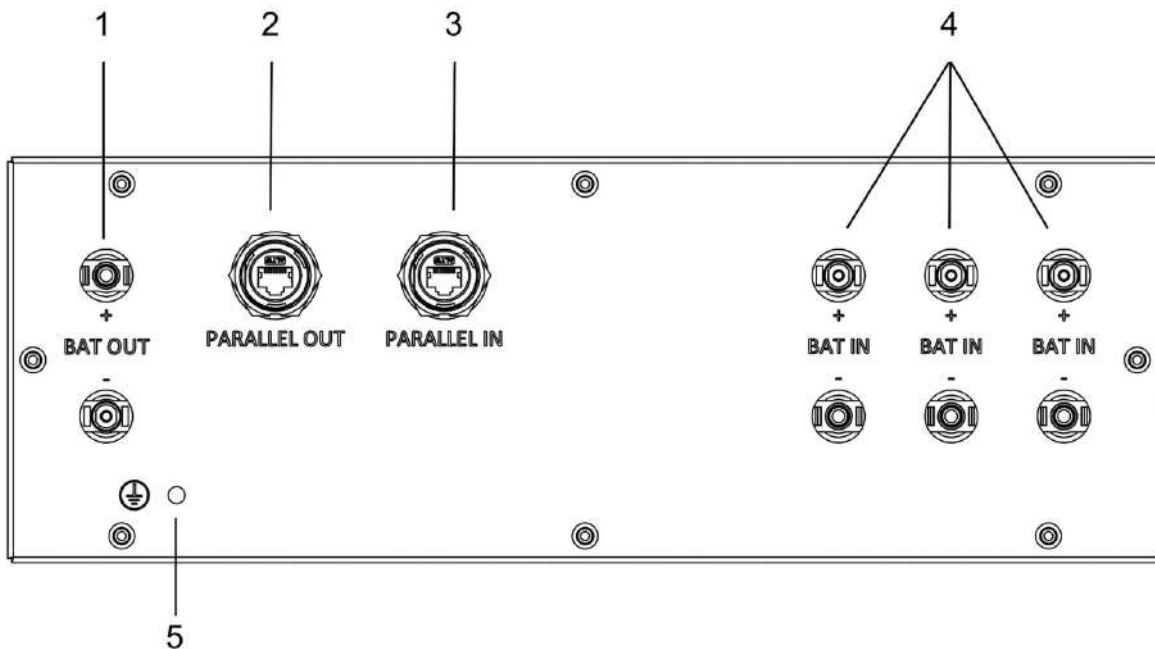 1 2 3 4
+ + + +
BAT OUT PARALLEL OUT PARALLEL IN BAT IN BAT IN BAT IN
- - - -
5